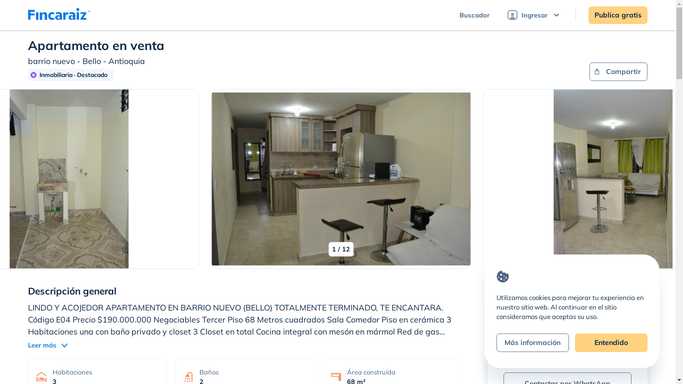 Fincaraiz
Buscador
Ingresar
Publica gratis
Apartamento en venta
barrio nuevo - Bello - Antioquia
Inmobiliaria - Destacado
Compartir
1 / 12
Descripción general
LINDO Y ACOJEDOR APARTAMENTO EN BARRIO NUEVO (BELLO) TOTALMENTE TERMINADO, TE ENCANTARA.
Código E04 Precio $190.000.000 Negociables Tercer Piso 68 Metros cuadrados Sala Comedor Piso en cerámica 3
Habitaciones una con baño privado y closet 3 Closet en total Cocina integral con mesón en mármol Red de gas...
Leer más
Habitaciones
3
Baños
2
Área construida
68 m²
Utilizamos cookies para mejorar tu experiencia en
nuestro sitio web. Al continuar en el sitio
consideramos que aceptas su uso.
Más información
Entendido
Contactar por WhatsApp